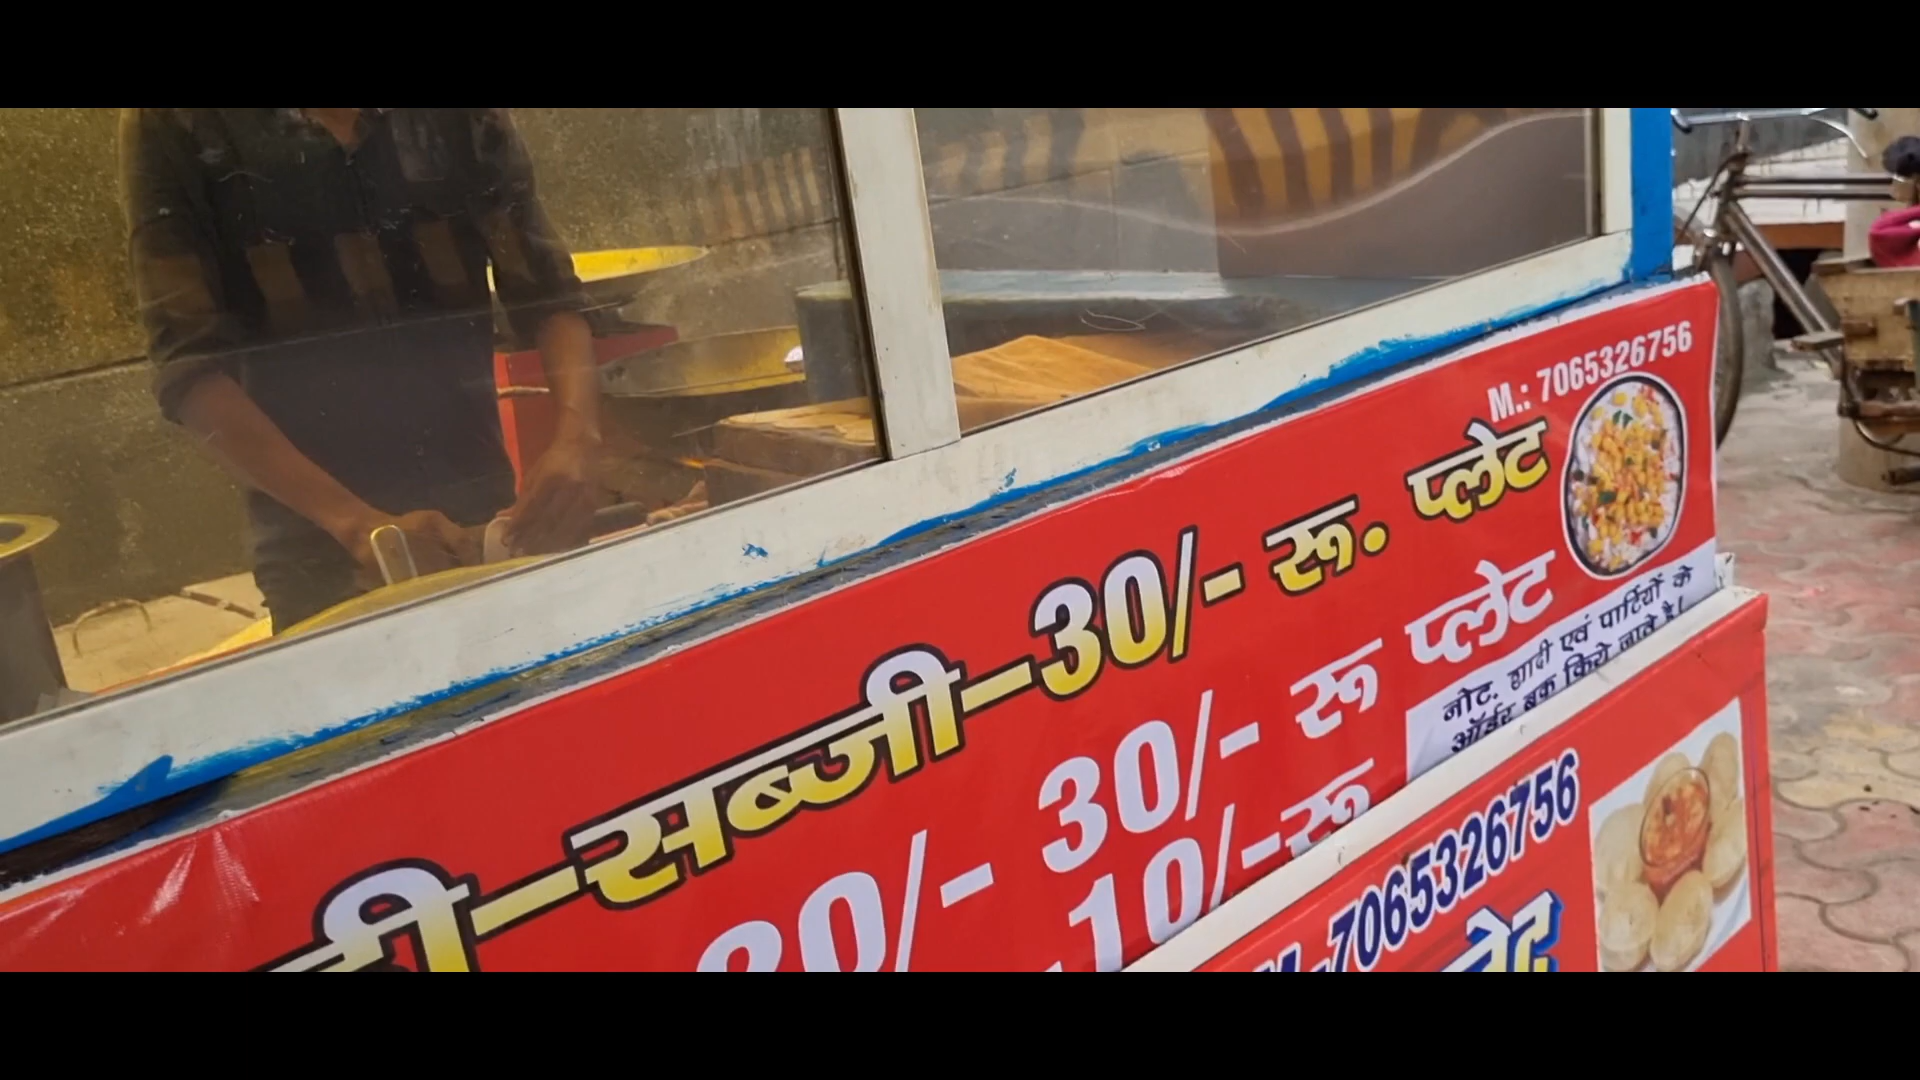 M.: 7065326756
-सब्जी-30/- रू. प्लेट
30/- रू प्लेट
10/-रू
नोट. शादी एवं पार्टियों के
ऑर्डर बुक किये जाते है।
7065326756